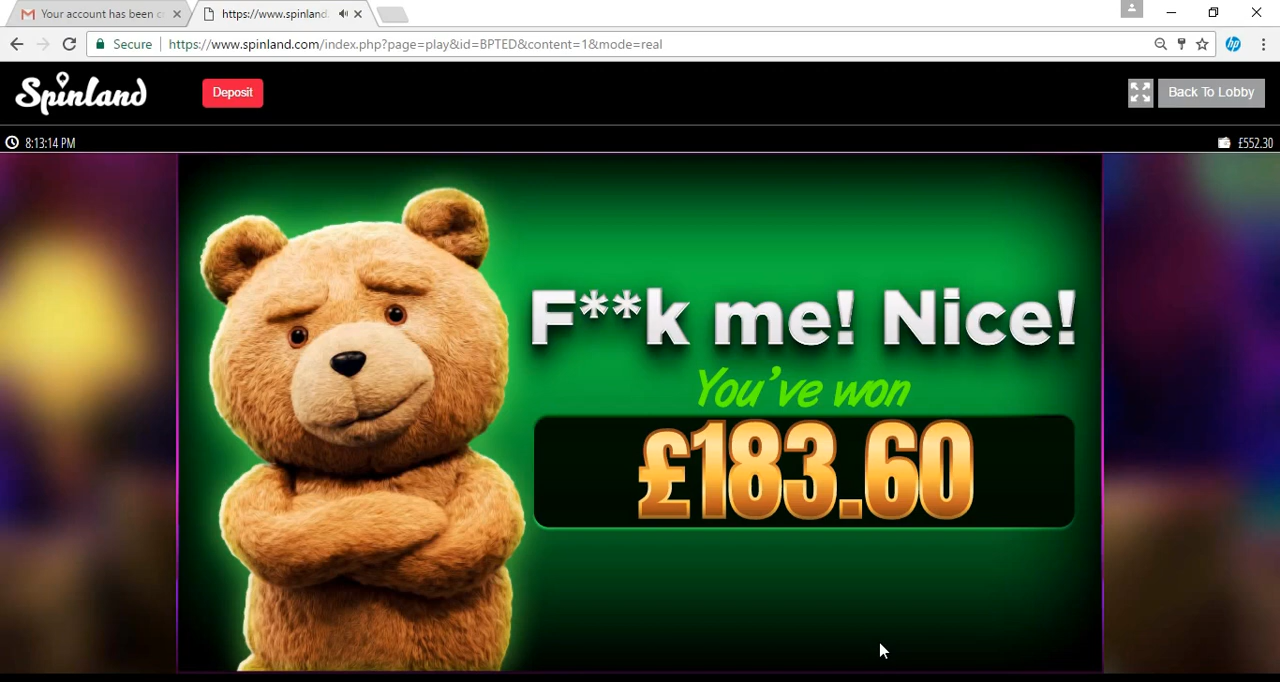 Your account has been c
https://www.spinland.
Secure
https://www.spinland.com/index.php?page=play&id=BPTED&content=1&mode=real
hp
Spinland
Deposit
Back To Lobby
8:13:14 PM
£552.30
F**k me! Nice!
You've won
£183.60